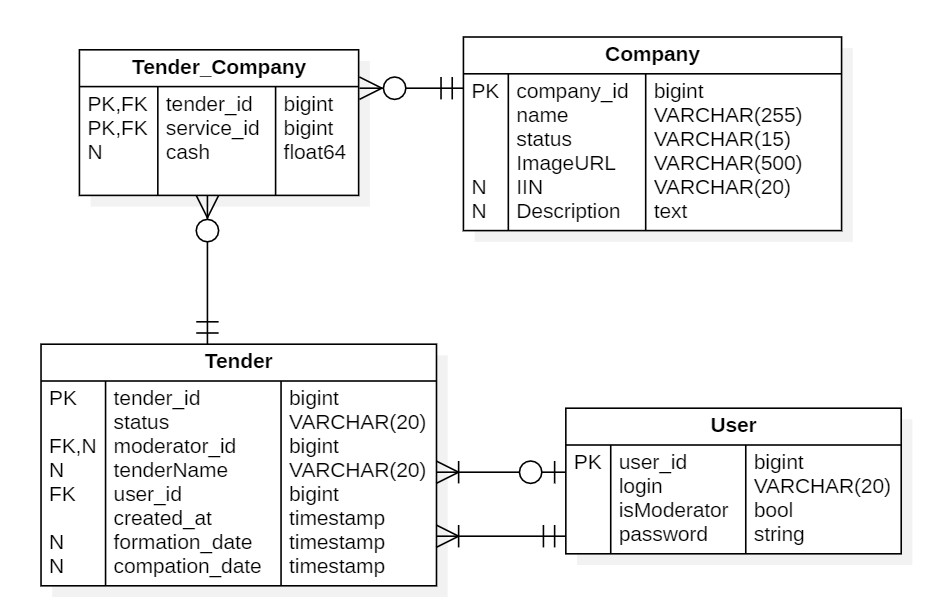 Tender_Company
PK,FK tender_id bigint
PK,FK service_id bigint
N cash float64
Company
PK company_id bigint
name VARCHAR(255)
status VARCHAR(15)
ImageURL VARCHAR(500)
N IIN VARCHAR(20)
N Description text
Tender
PK tender_id bigint
status VARCHAR(20)
FK,N moderator_id bigint
N tenderName VARCHAR(20)
FK user_id bigint
created_at timestamp
N formation_date timestamp
N compation_date timestamp
User
PK user_id bigint
login VARCHAR(20)
isModerator bool
password string